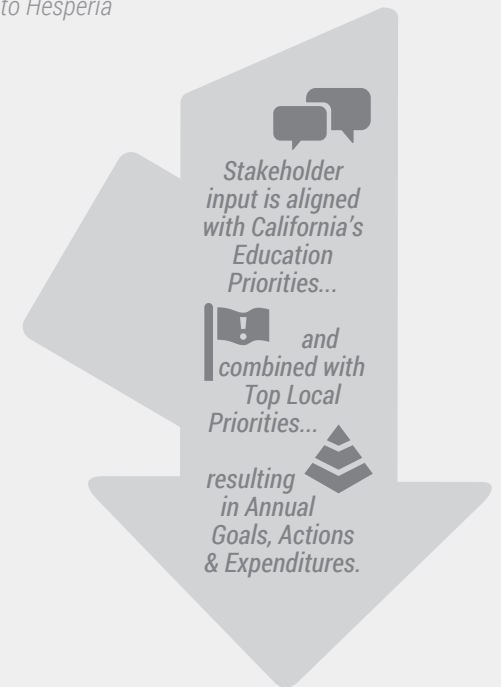 to Hesperia
Stakeholder
input is aligned
with California's
Education
Priorities...
!
and
combined with
Top Local
Priorities...
resulting
in Annual
Goals, Actions
& Expenditures.